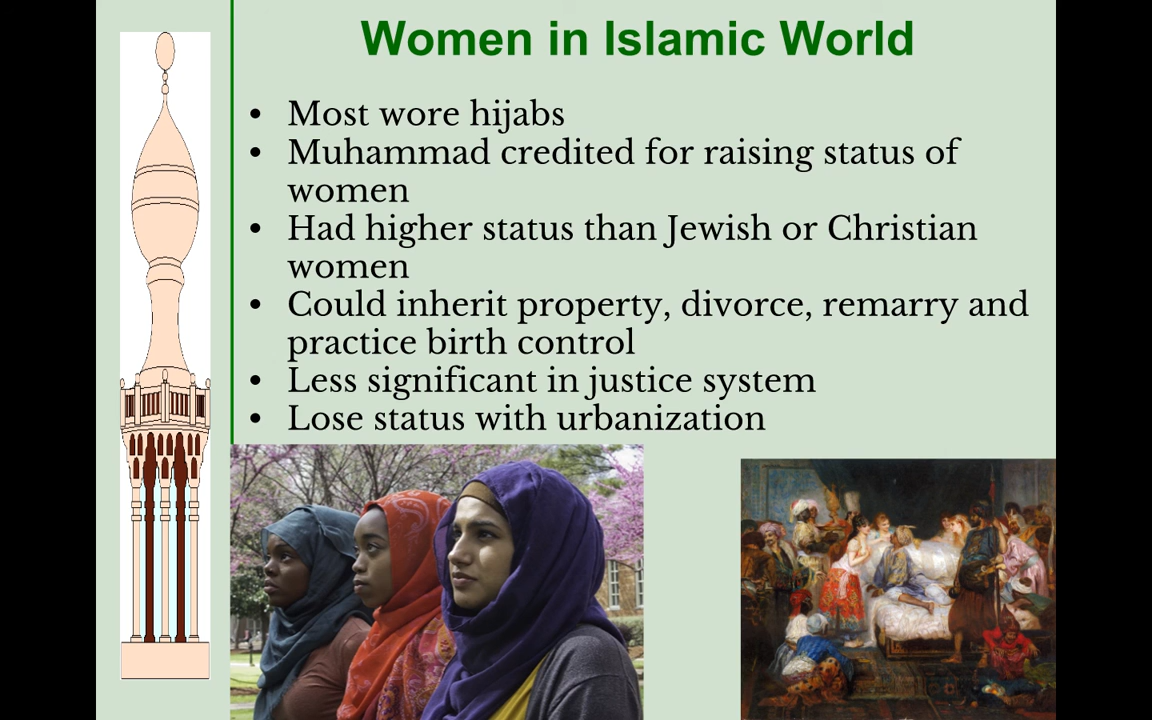 Women in Islamic World
• Most wore hijabs
• Muhammad credited for raising status of
women
• Had higher status than Jewish or Christian
women
• Could inherit property, divorce, remarry and
practice birth control
• Less significant in justice system
• Lose status with urbanization